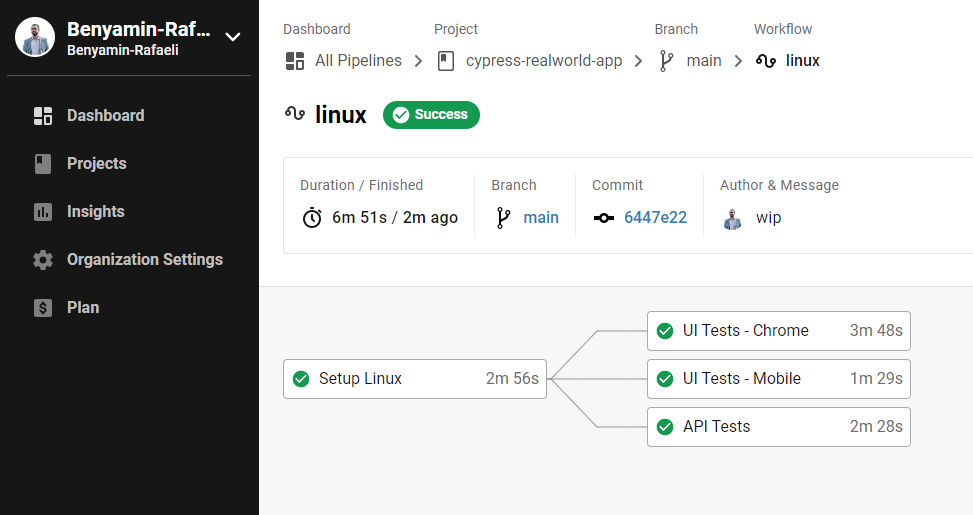 Benyamin-Raf...
Benyamin-Rafaeli
Dashboard
Projects
Insights
Organization Settings
Plan
Dashboard Project Branch Workflow
All Pipelines cypress-realworld-app main linux
linux Success
Duration / Finished Branch Commit Author & Message
6m 51s / 2m ago main 6447e22 wip
Setup Linux 2m 56s
UI Tests - Chrome 3m 48s
UI Tests - Mobile 1m 29s
API Tests 2m 28s